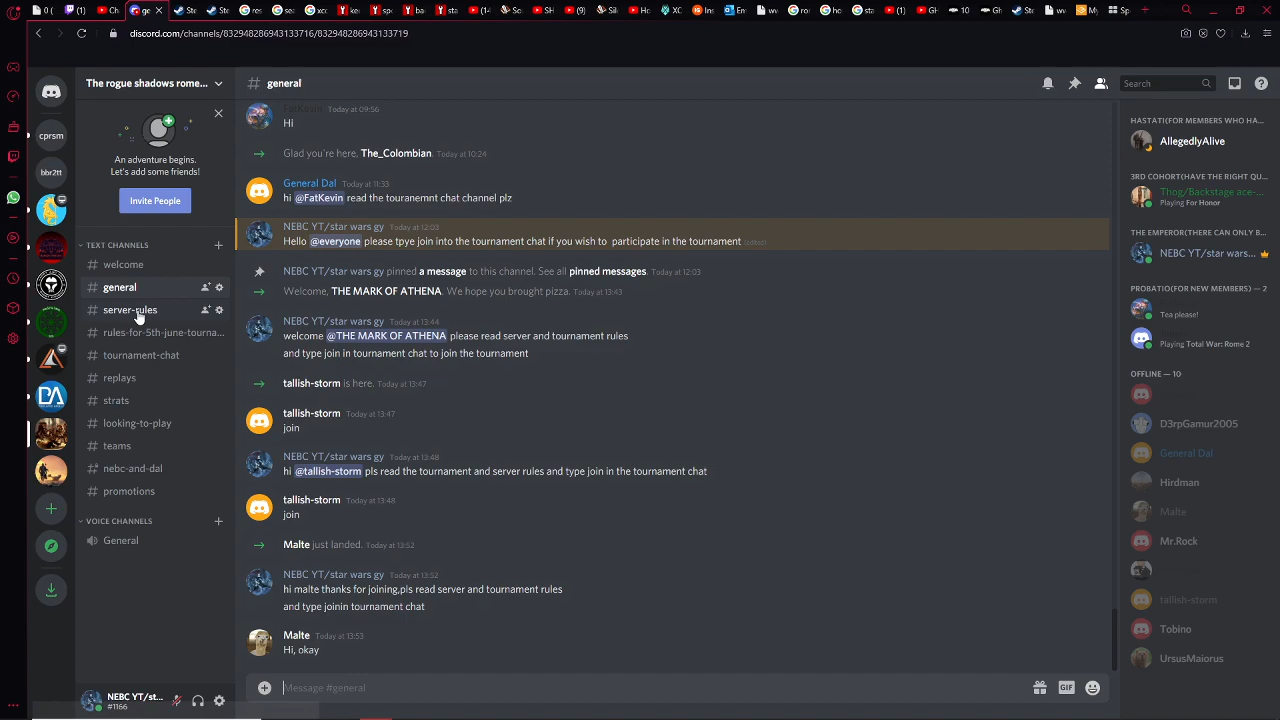 discord.com/channels/832948286943133716/832948286943133719
The rogue shadows rome...
An adventure begins.
Let's add some friends!
Invite People
TEXT CHANNELS
# welcome
# general
# server-rules
# rules-for-5th-june-tourna...
# tournament-chat
# replays
# strats
# looking-to-play
# teams
# nebc-and-dal
# promotions
VOICE CHANNELS
General
NEBC YT/st...
#1166
cprsm
bbr2tt
DA
# general
Search
FatKevin Today at 09:56
Hi
Glad you're here, The_Colombian. Today at 10:24
General Dal Today at 11:33
hi @FatKevin read the touranemnt chat channel plz
NEBC YT/star wars gy Today at 12:03
Hello @everyone please tpye join into the tournament chat if you wish to participate in the tournament (edited)
NEBC YT/star wars gy pinned a message to this channel. See all pinned messages. Today at 12:03
Welcome, THE MARK OF ATHENA. We hope you brought pizza. Today at 13:43
NEBC YT/star wars gy Today at 13:44
welcome @THE MARK OF ATHENA please read server and tournament rules
and type join in tournament chat to join the tournament
tallish-storm is here. Today at 13:47
tallish-storm Today at 13:47
join
NEBC YT/star wars gy Today at 13:48
hi @tallish-storm pls read the tournament and server rules and type join in the tournament chat
tallish-storm Today at 13:48
join
Malte just landed. Today at 13:52
NEBC YT/star wars gy Today at 13:52
hi malte thanks for joining,pls read server and tournament rules
and type joinin tournament chat
Malte Today at 13:53
Hi, okay
Message #general
GIF
HASTATI(FOR MEMBERS WHO HA...
AllegedlyAlive
3RD COHORT(HAVE THE RIGHT QU...
Thog/Backstage ace-...
Playing For Honor
THE EMPEROR(THERE CAN ONLY B...
NEBC YT/star wars...
PROBATIO(FOR NEW MEMBERS) — 2
Tea please!
Playing Total War: Rome 2
OFFLINE — 10
D3rpGamur2005
General Dal
Hirdman
Malte
Mr.Rock
tallish-storm
Tobino
UrsusMaiorus